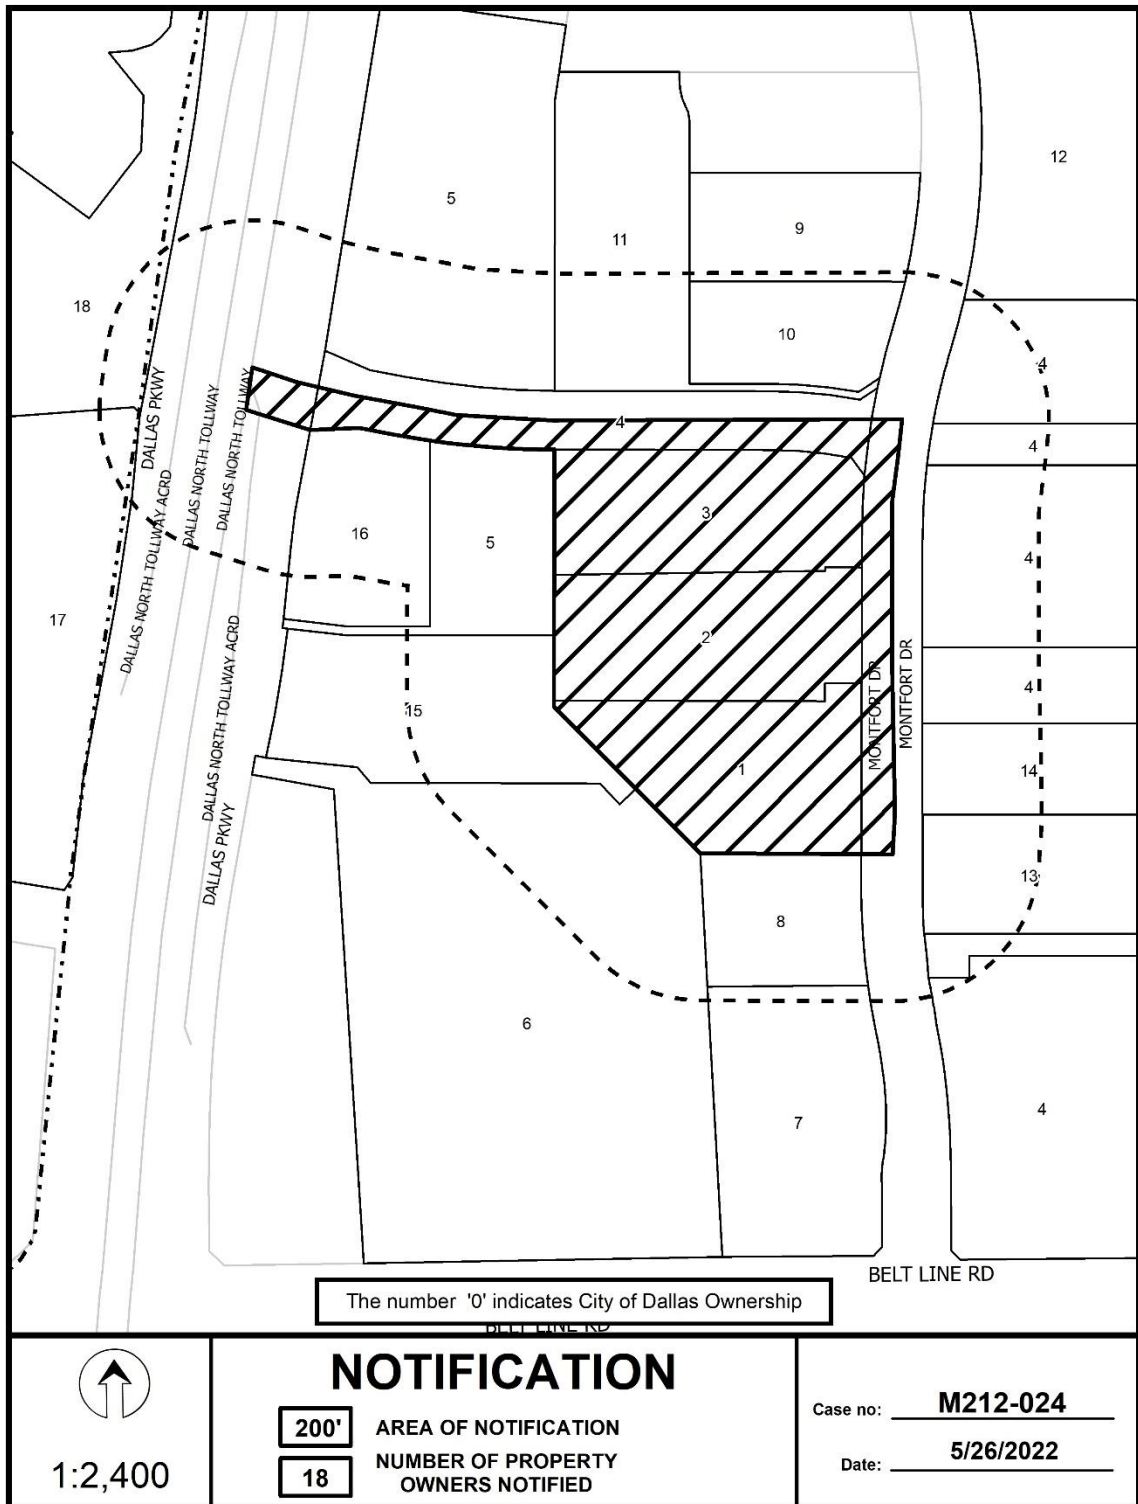 12
5
9
11
18
10
4
DALLAS PKWY
DALLAS NORTH TOLLWAY
DALLAS NORTH TOLLWAY
4
4
DALLAS NORTH TOLLWAY ACRD
3
16
5
4
17
2
MONTFORT DR
MONTFORT DR
4
DALLAS NORTH TOLLWAY ACRD
15
1
14
DALLAS PKWY
13
8
6
7
4
BELT LINE RD
The number '0' indicates City of Dallas Ownership
BELT LINE RD
1:2,400
NOTIFICATION
200' AREA OF NOTIFICATION
18 NUMBER OF PROPERTY
OWNERS NOTIFIED
Case no: M212-024
Date: 5/26/2022